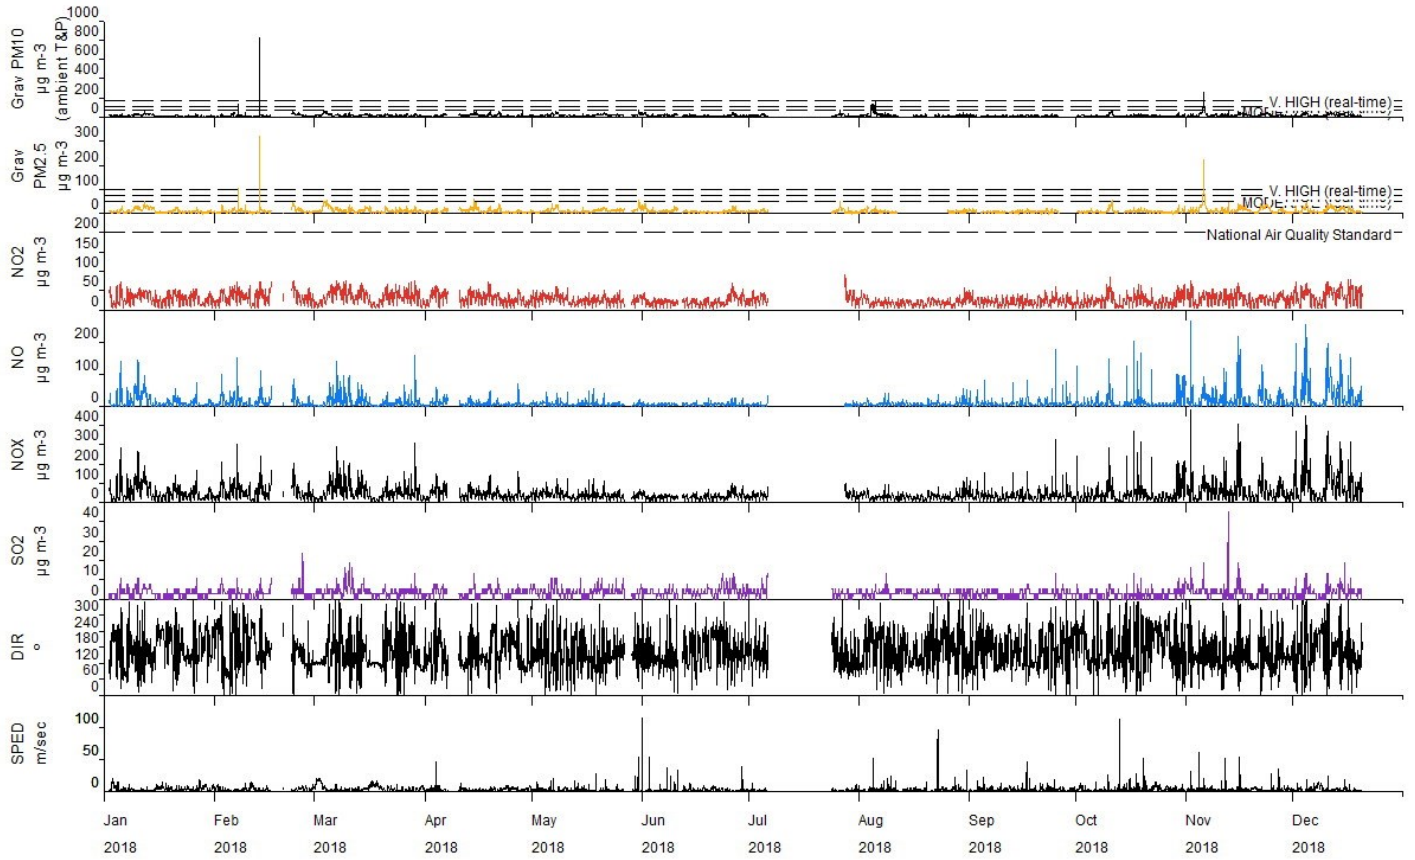 Grav PM10
µg m-3
(ambient T&P)
1000
800
600
400
200
0
V. HIGH (real-time)
Grav
PM2.5
µg m-3
300
200
100
0
V. HIGH (real-time)
NO2
µg m-3
200
150
100
50
0
National Air Quality Standard
NO
µg m-3
200
100
0
NOX
µg m-3
400
300
200
100
0
SO2
µg m-3
40
30
20
10
0
DIR
º
300
240
180
120
60
0
SPED
m/sec
100
50
0
Jan Feb Mar Apr May Jun Jul Aug Sep Oct Nov Dec
2018 2018 2018 2018 2018 2018 2018 2018 2018 2018 2018 2018